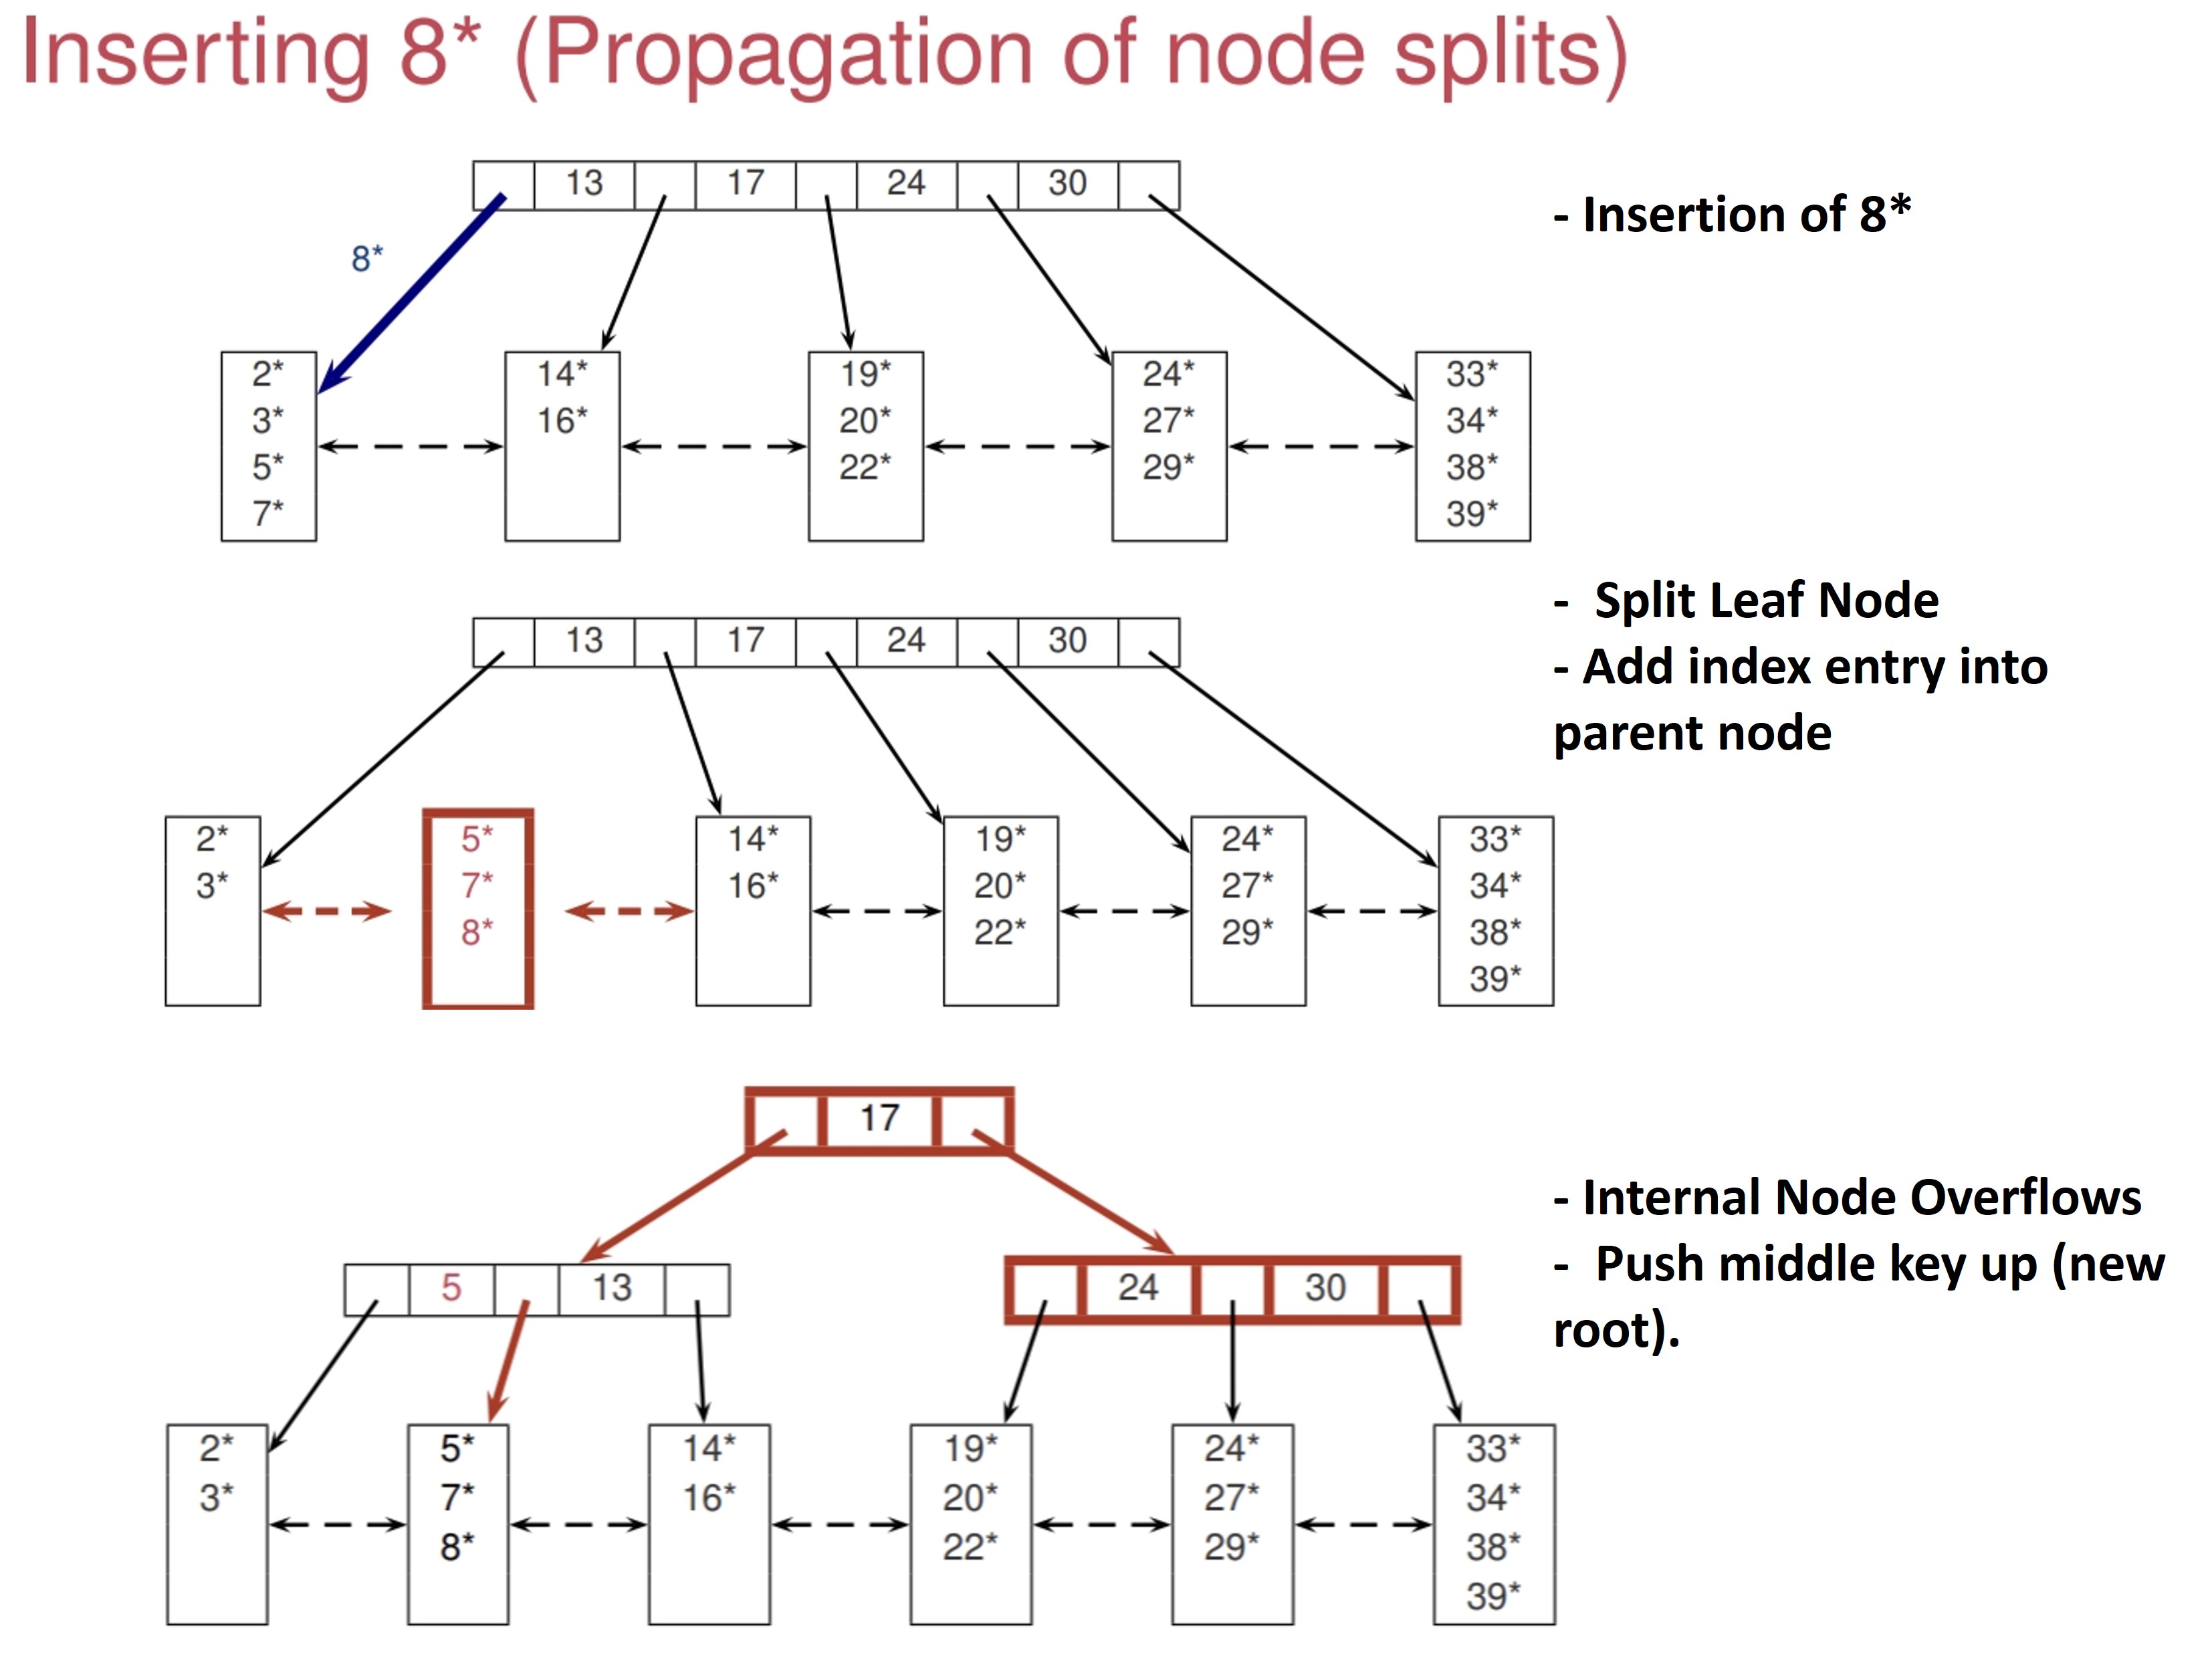 Inserting 8* (Propagation of node splits)
13 17 24 30
- Insertion of 8*
8*
2* 14* 19* 24* 33*
3* 16* 20* 27* 34*
5* 22* 29* 38*
7* 39*
13 17 24 30
- Split Leaf Node
- Add index entry into
parent node
2* 5* 14* 19* 24* 33*
3* 7* 16* 20* 27* 34*
8* 22* 29* 38*
39*
17
5 13 24 30
- Internal Node Overflows
- Push middle key up (new
root).
2* 5* 14* 19* 24* 33*
3* 7* 16* 20* 27* 34*
8* 22* 29* 38*
39*